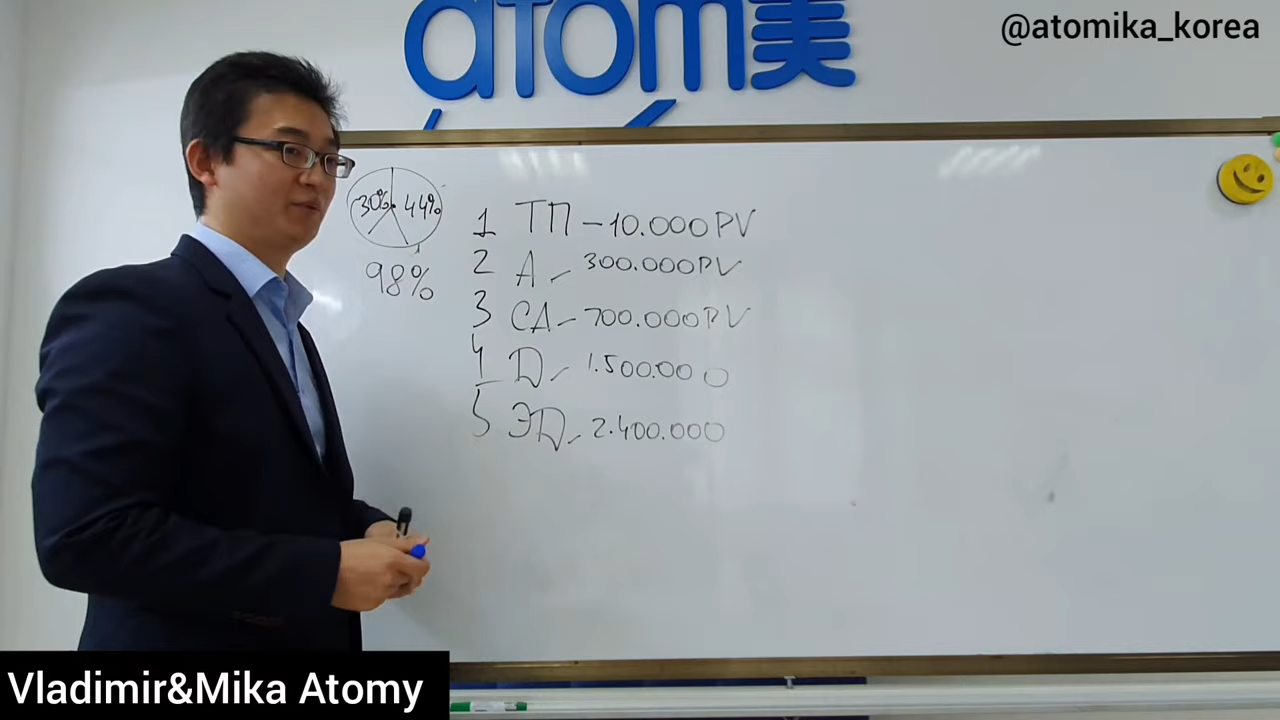 atom美
@atomika_korea
30% 44%
98%
1 ТП - 10.000 PV
2 А - 300.000 PV
3 СА - 700.000 PV
4 Д - 1.500.000
5 ЭД - 2.400.000
Vladimir&Mika Atomy